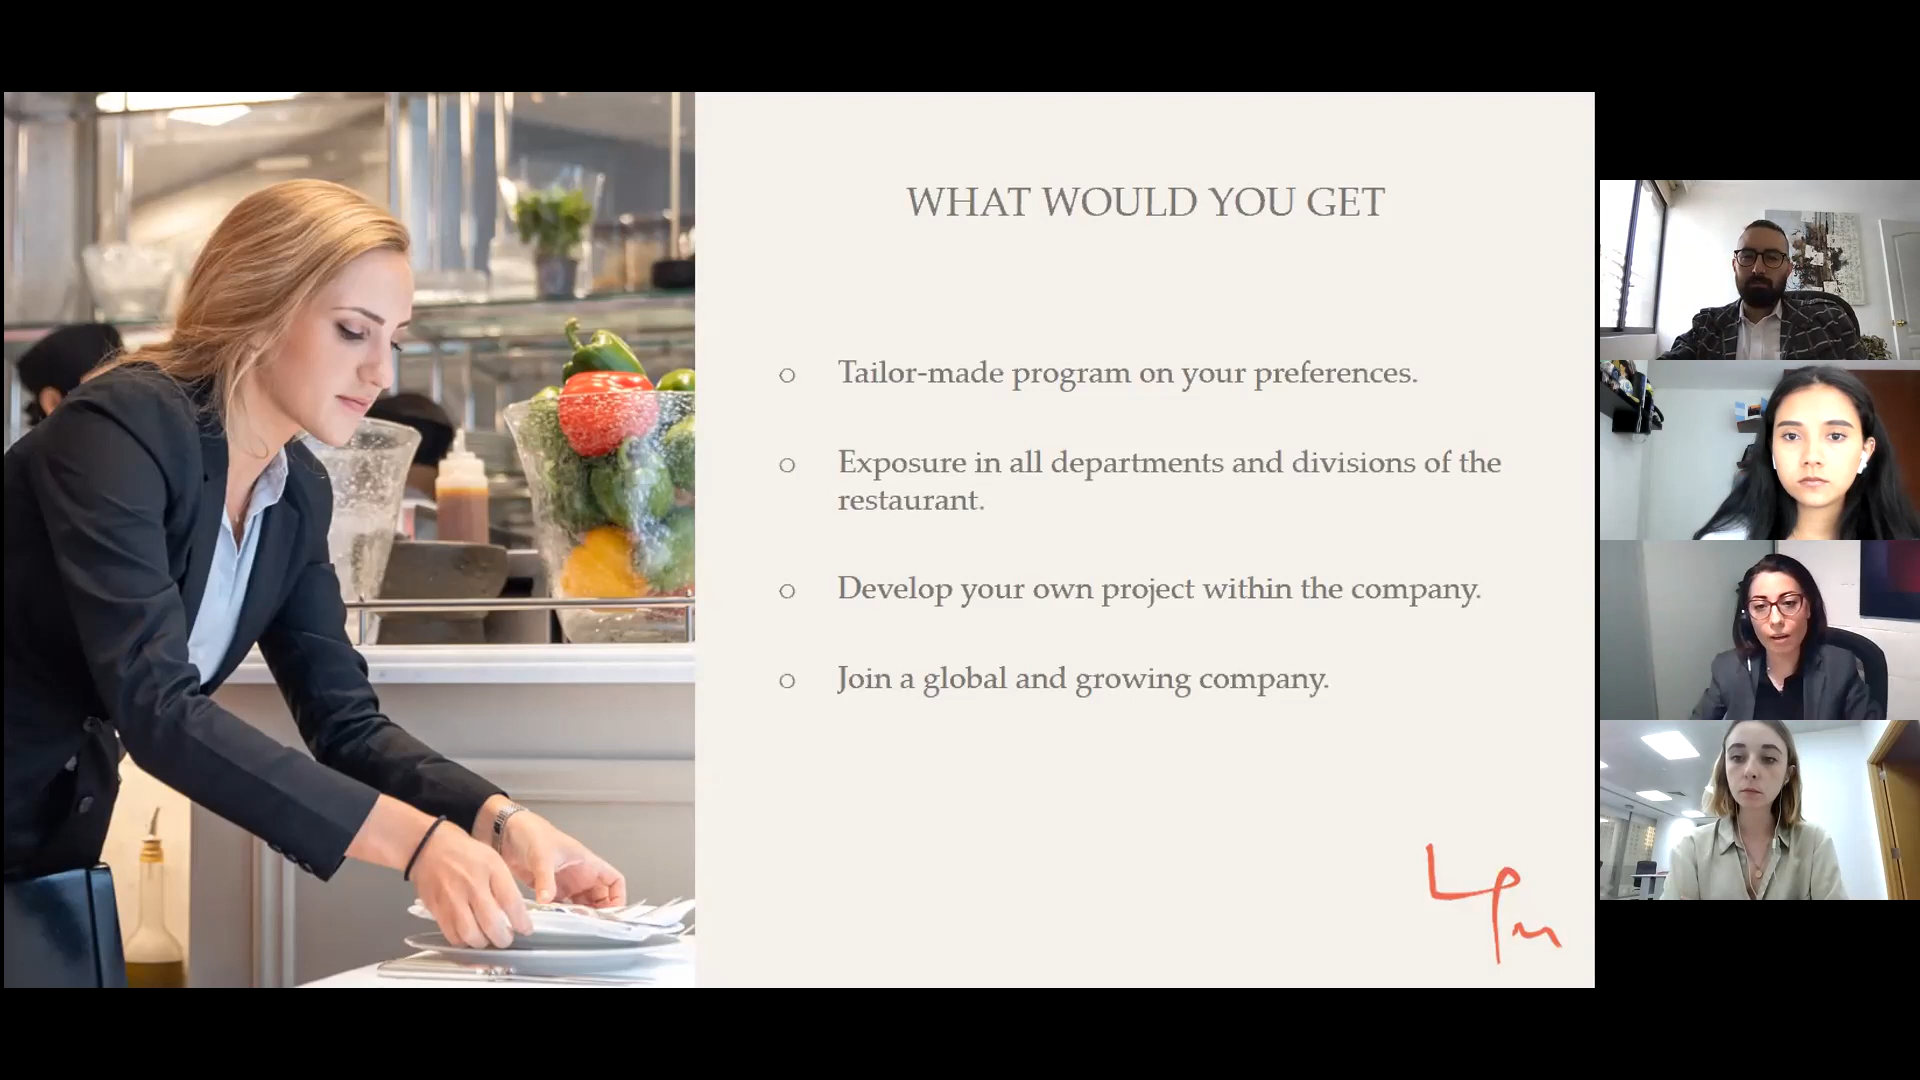 WHAT WOULD YOU GET
Tailor-made program on your preferences.
Exposure in all departments and divisions of the
restaurant.
Develop your own project within the company.
Join a global and growing company.
LPM